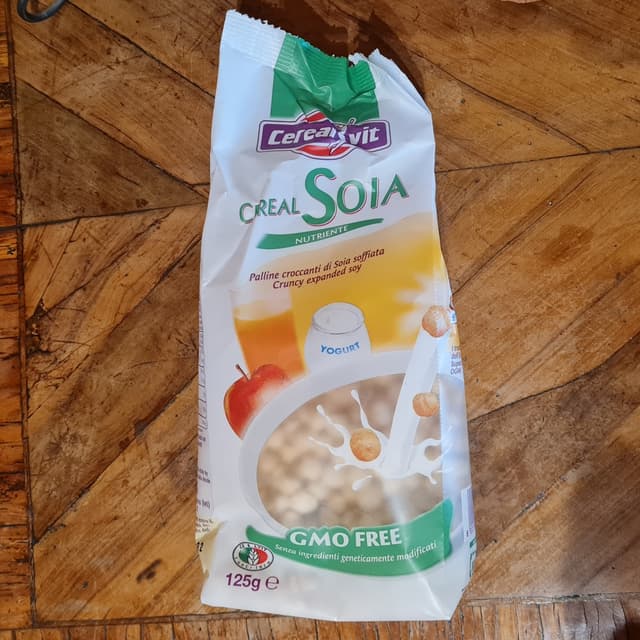 Cerealvit
CEREAL SOIA
NUTRIENTE
Palline croccanti di Soia soffiata
Cruncy expanded soy
YOGURT
GMO FREE
Senza ingredienti geneticamente modificati
125g e